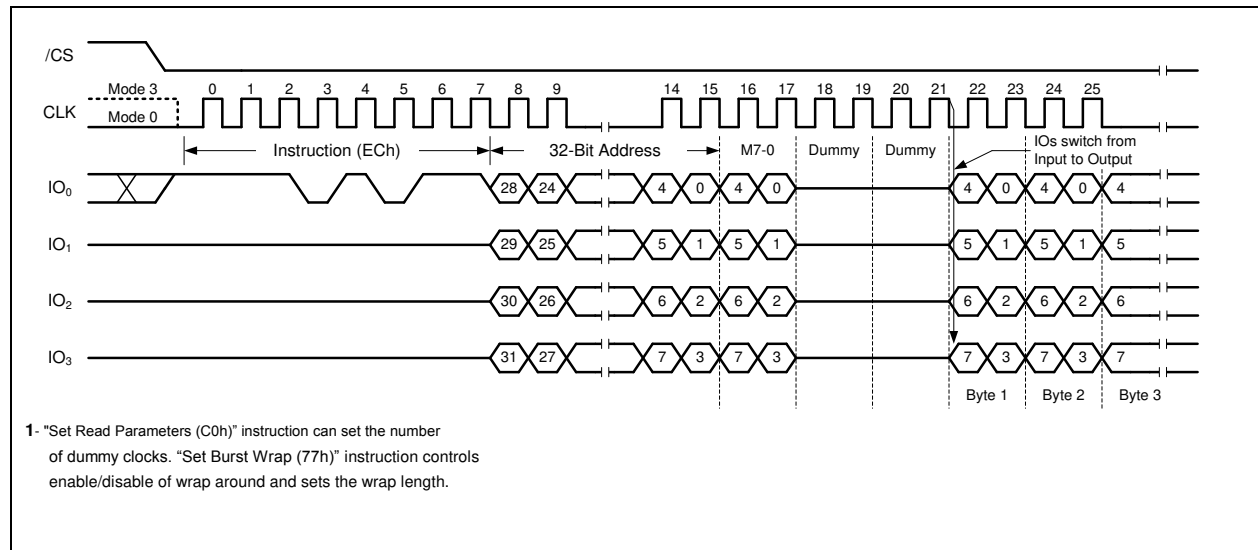 /CS
Mode 3 0 1 2 3 4 5 6 7 8 9 14 15 16 17 18 19 20 21 22 23 24 25
CLK
Mode 0
Instruction (ECh) 32-Bit Address M7-0 Dummy Dummy
IOs switch from
Input to Output
IO0 28 24 4 0 4 0 4 0 4 0 4
IO1 29 25 5 1 5 1 5 1 5 1 5
IO2 30 26 6 2 6 2 6 2 6 2 6
IO3 31 27 7 3 7 3 7 3 7 3 7
Byte 1 Byte 2 Byte 3
1- "Set Read Parameters (C0h)” instruction can set the number
of dummy clocks. “Set Burst Wrap (77h)” instruction controls
enable/disable of wrap around and sets the wrap length.